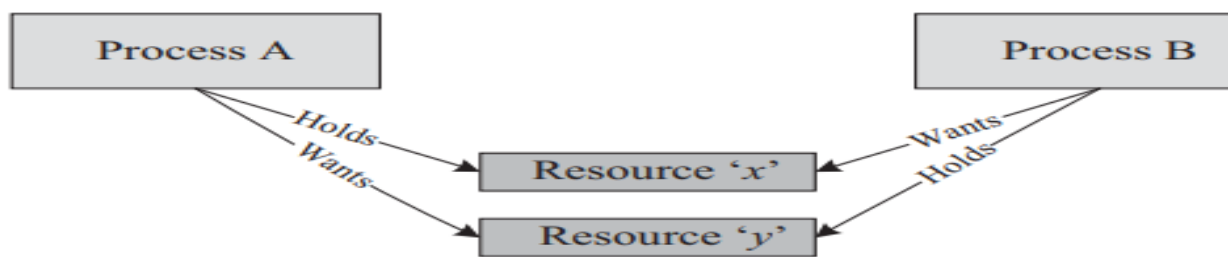 Process A
Process B
Holds
Wants
Wants
Holds
Resource ‘x’
Resource ‘y’